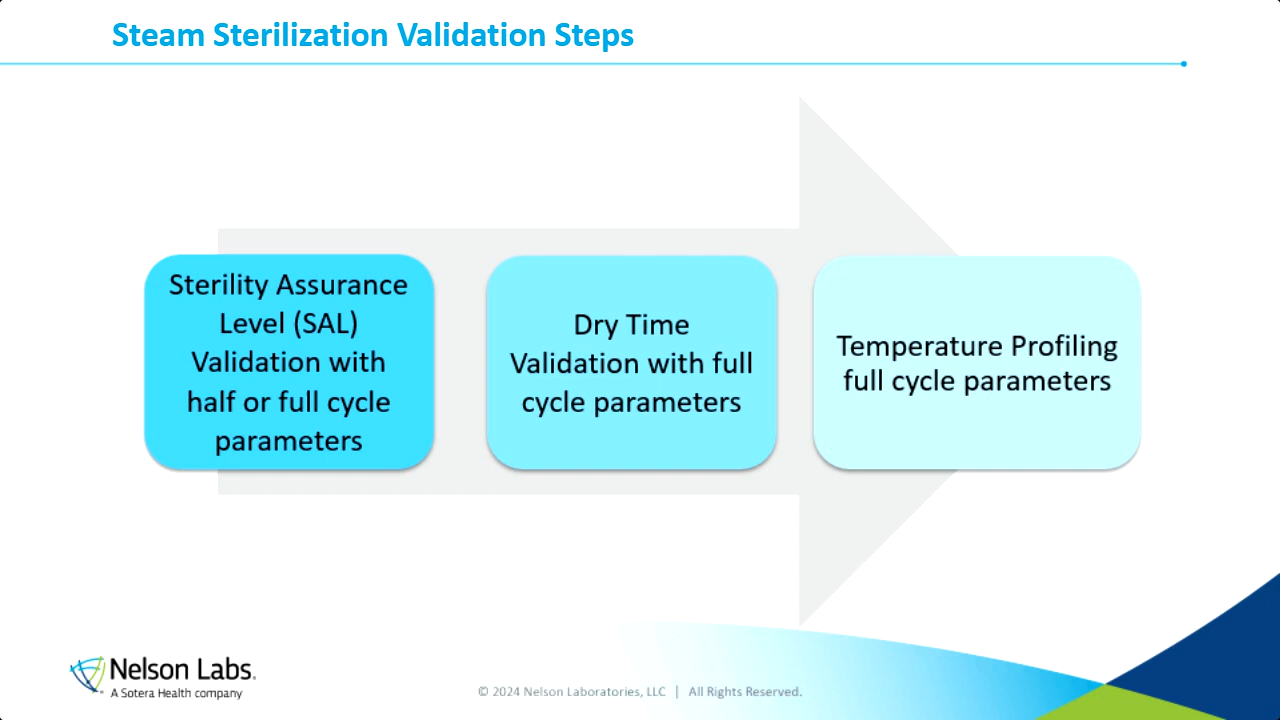 Steam Sterilization Validation Steps
Sterility Assurance
Level (SAL)
Validation with
half or full cycle
parameters
Dry Time
Validation with full
cycle parameters
Temperature Profiling
full cycle parameters
Nelson Labs.
A Sotera Health company
© 2024 Nelson Laboratories, LLC | All Rights Reserved.